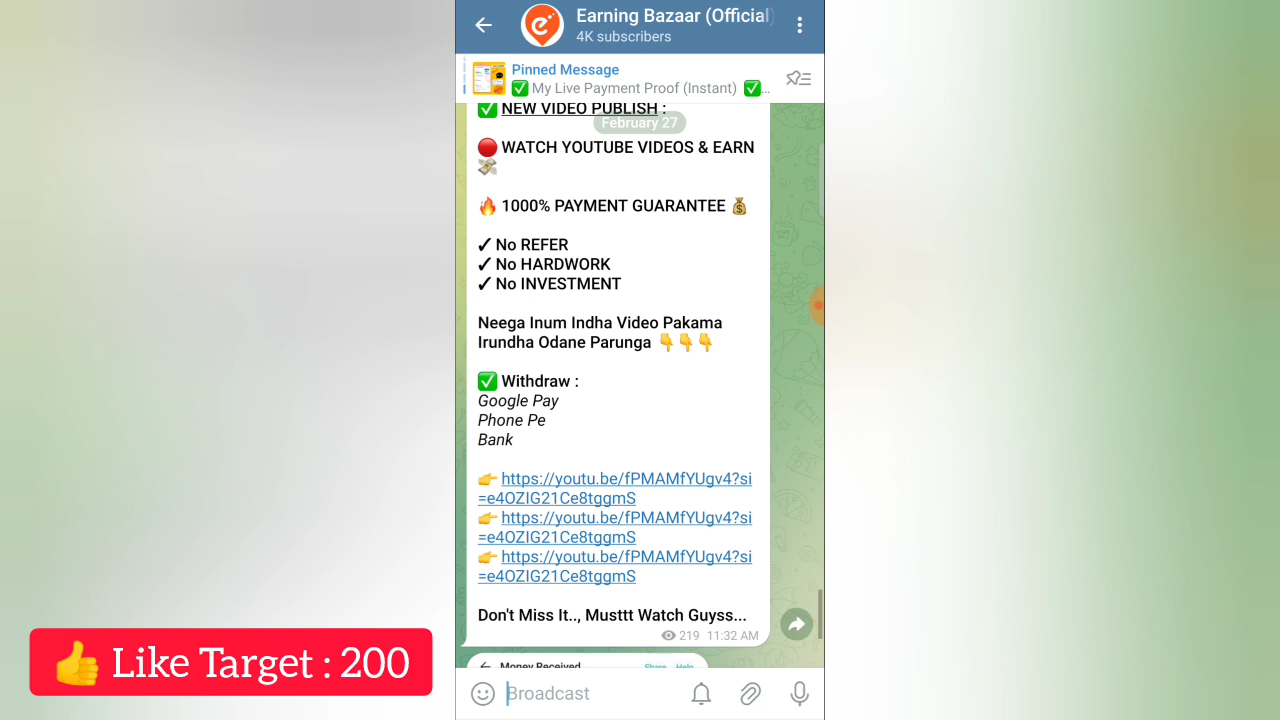 Earning Bazaar (Official)
4K subscribers
Pinned Message
✅ My Live Payment Proof (Instant) ✅...
✅ NEW VIDEO PUBLISH :
February 27
🔴 WATCH YOUTUBE VIDEOS & EARN
💸
🔥 1000% PAYMENT GUARANTEE 💰
✓ No REFER
✓ No HARDWORK
✓ No INVESTMENT
Neega Inum Indha Video Pakama
Irundha Odane Parunga 👇👇👇
✅ Withdraw :
Google Pay
Phone Pe
Bank
👉 https://youtu.be/fPMAMfYUgv4?si
=e4OZIG21Ce8tggmS
👉 https://youtu.be/fPMAMfYUgv4?si
=e4OZIG21Ce8tggmS
👉 https://youtu.be/fPMAMfYUgv4?si
=e4OZIG21Ce8tggmS
Don't Miss It.., Musttt Watch Guyss...
219 11:32 AM
Money Received Share Help
Broadcast
👍 Like Target : 200